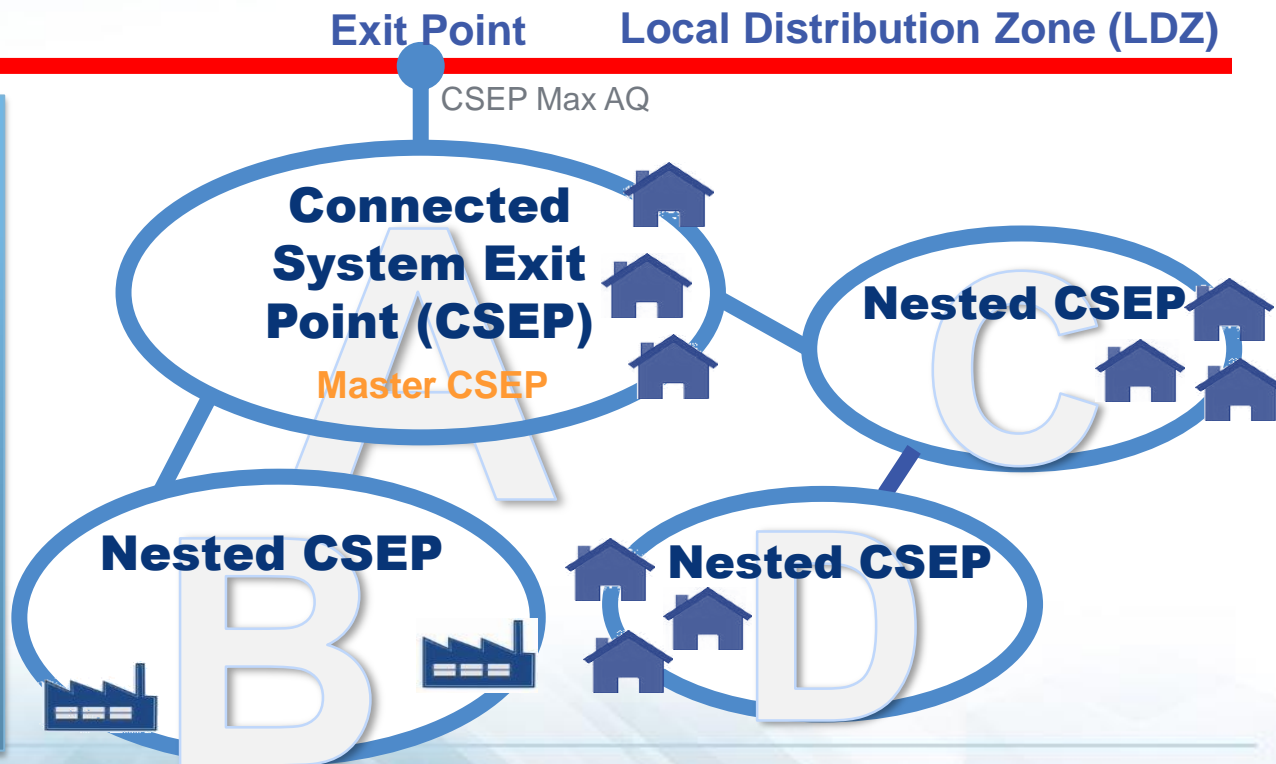 Exit Point
Local Distribution Zone (LDZ)
CSEP Max AQ
Connected
System Exit
Point (CSEP)
Master CSEP
A
Nested CSEP
C
Nested CSEP
B
Nested CSEP
D